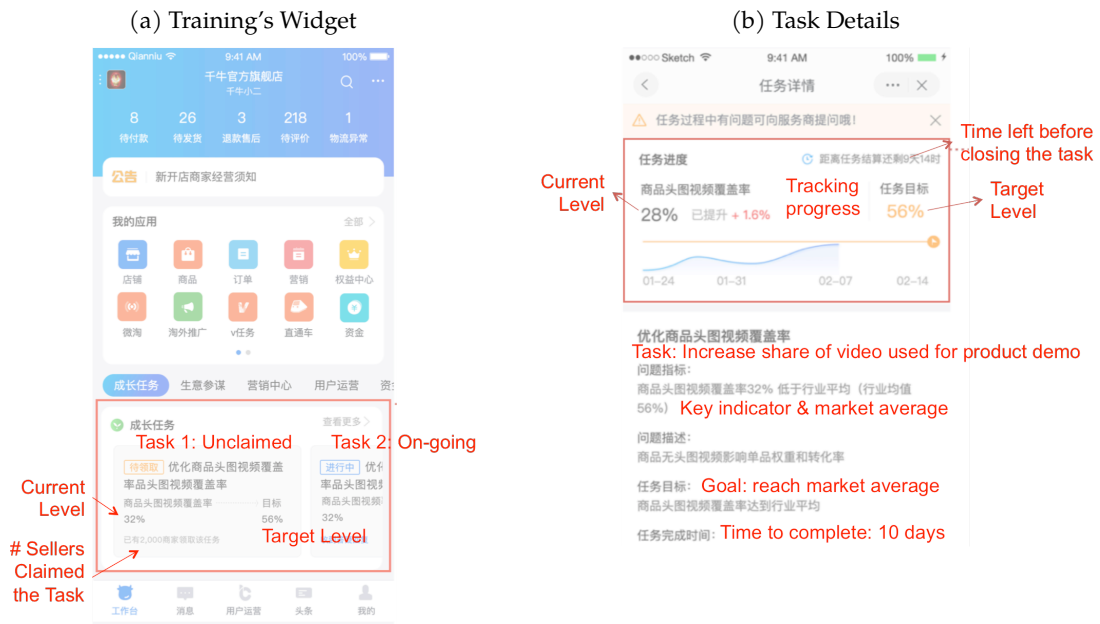 (a) Training's Widget
Qianniu 9:41 AM 100%
千牛官方旗舰店
千牛小二
8 26 3 218 1
待付款 待发货 退款售后 待评价 物流异常
公告 新开店商家经营须知
我的应用 全部
店铺 商品 订单 营销 权益中心
微淘 淘外推广 v任务 直通车 资金
成长任务 生意参谋 营销中心 用户运营 资金
成长任务 查看更多
Task 1: Unclaimed Task 2: On-going
待领取 优化商品头图视频覆盖
率品头图视频覆盖率
进行中 优化
率品头图视频
Current
Level
商品头图视频覆盖率 目标
32% 56%
商品头图视频
32%
Target Level
已有2,000商家领取该任务
# Sellers
Claimed
the Task
工作台 消息 用户运营 头条 我的
(b) Task Details
Sketch 9:41 AM 100%
任务详情
任务过程中有问题可向服务商提问哦!
Time left before
closing the task
任务进度 距离任务结算还剩9天14时
Current
Level
商品头图视频覆盖率 任务目标
28% 已提升 + 1.6% 56%
Tracking
progress
Target
Level
01-24 01-31 02-07 02-14
优化商品头图视频覆盖率
Task: Increase share of video used for product demo
问题指标:
商品头图视频覆盖率32% 低于行业平均(行业均值
56%) Key indicator & market average
问题描述:
商品无头图视频影响单品权重和转化率
任务目标: Goal: reach market average
商品头图视频覆盖率达到行业平均
任务完成时间: Time to complete: 10 days